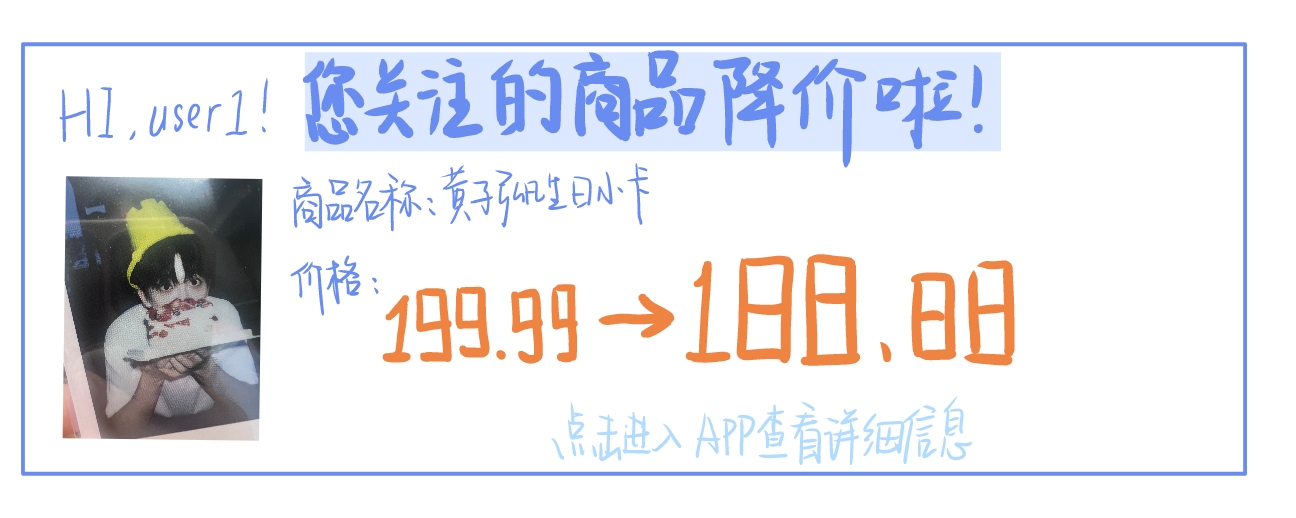 HI,user1!
您关注的商品降价啦!
商品名称:黄子弘凡生日小卡
价格:
199.99→188.88
点击进入APP查看详细信息